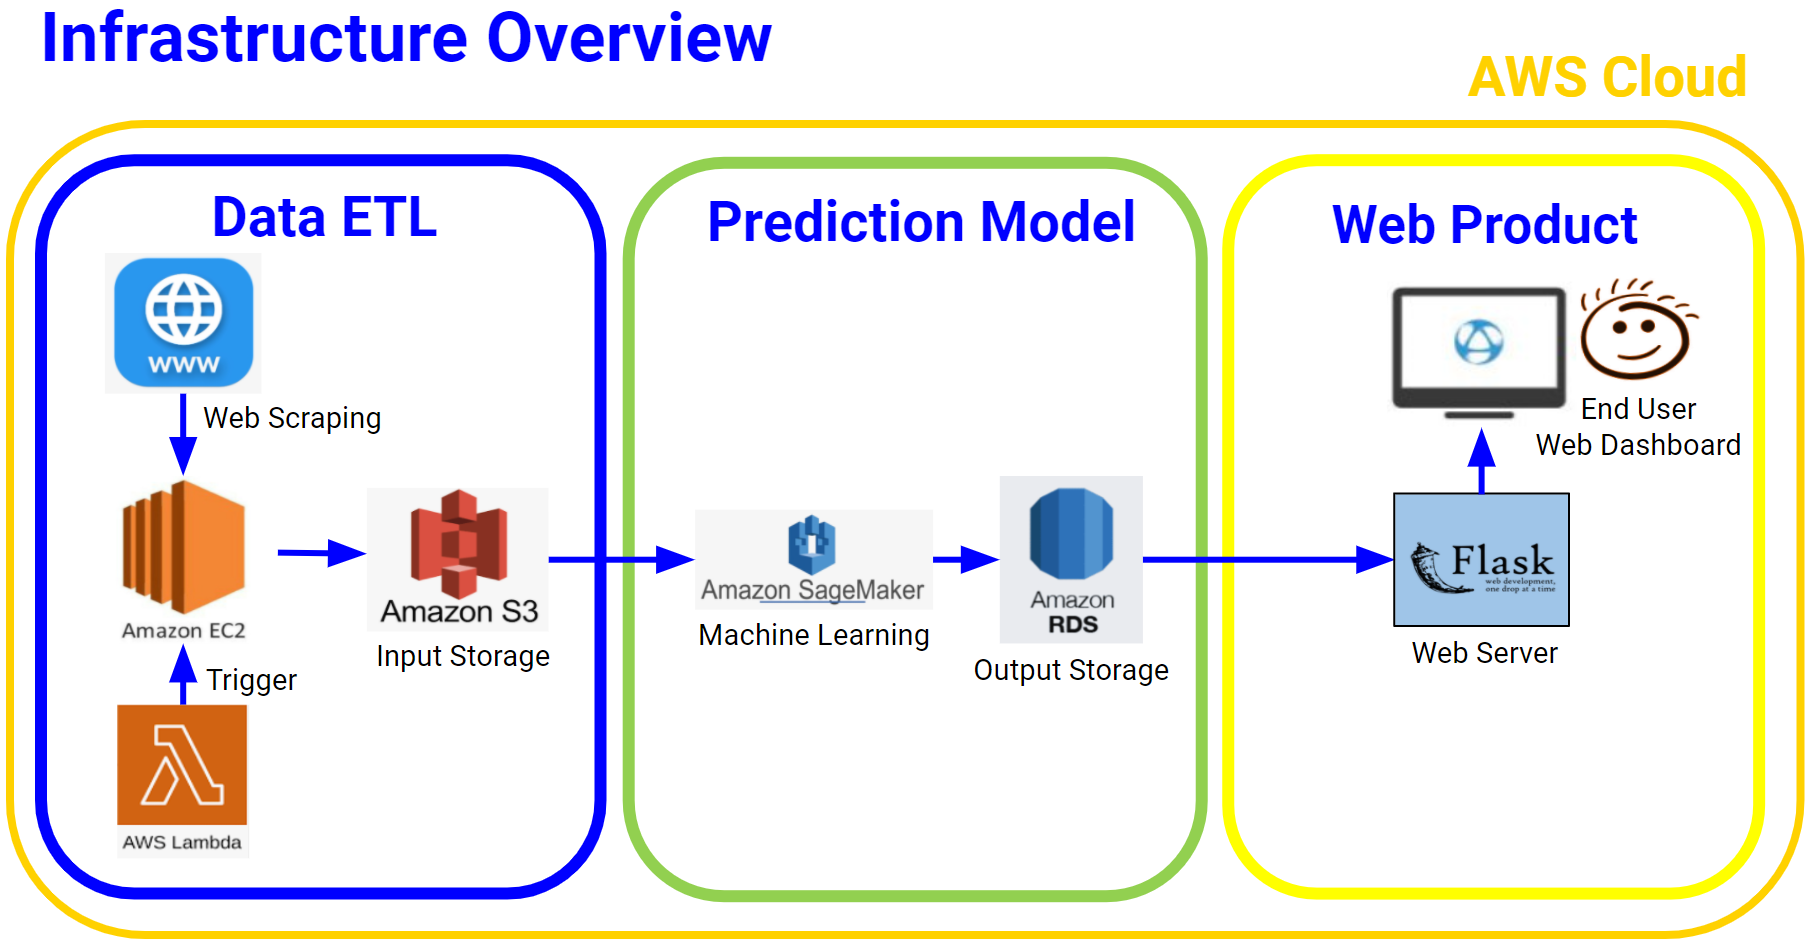 Infrastructure Overview
AWS Cloud
Data ETL
www
Web Scraping
Amazon EC2
Trigger
AWS Lambda
Amazon S3
Input Storage
Prediction Model
Amazon SageMaker
Machine Learning
Amazon
RDS
Output Storage
Web Product
End User
Web Dashboard
Flask
web development,
one drop at a time
Web Server